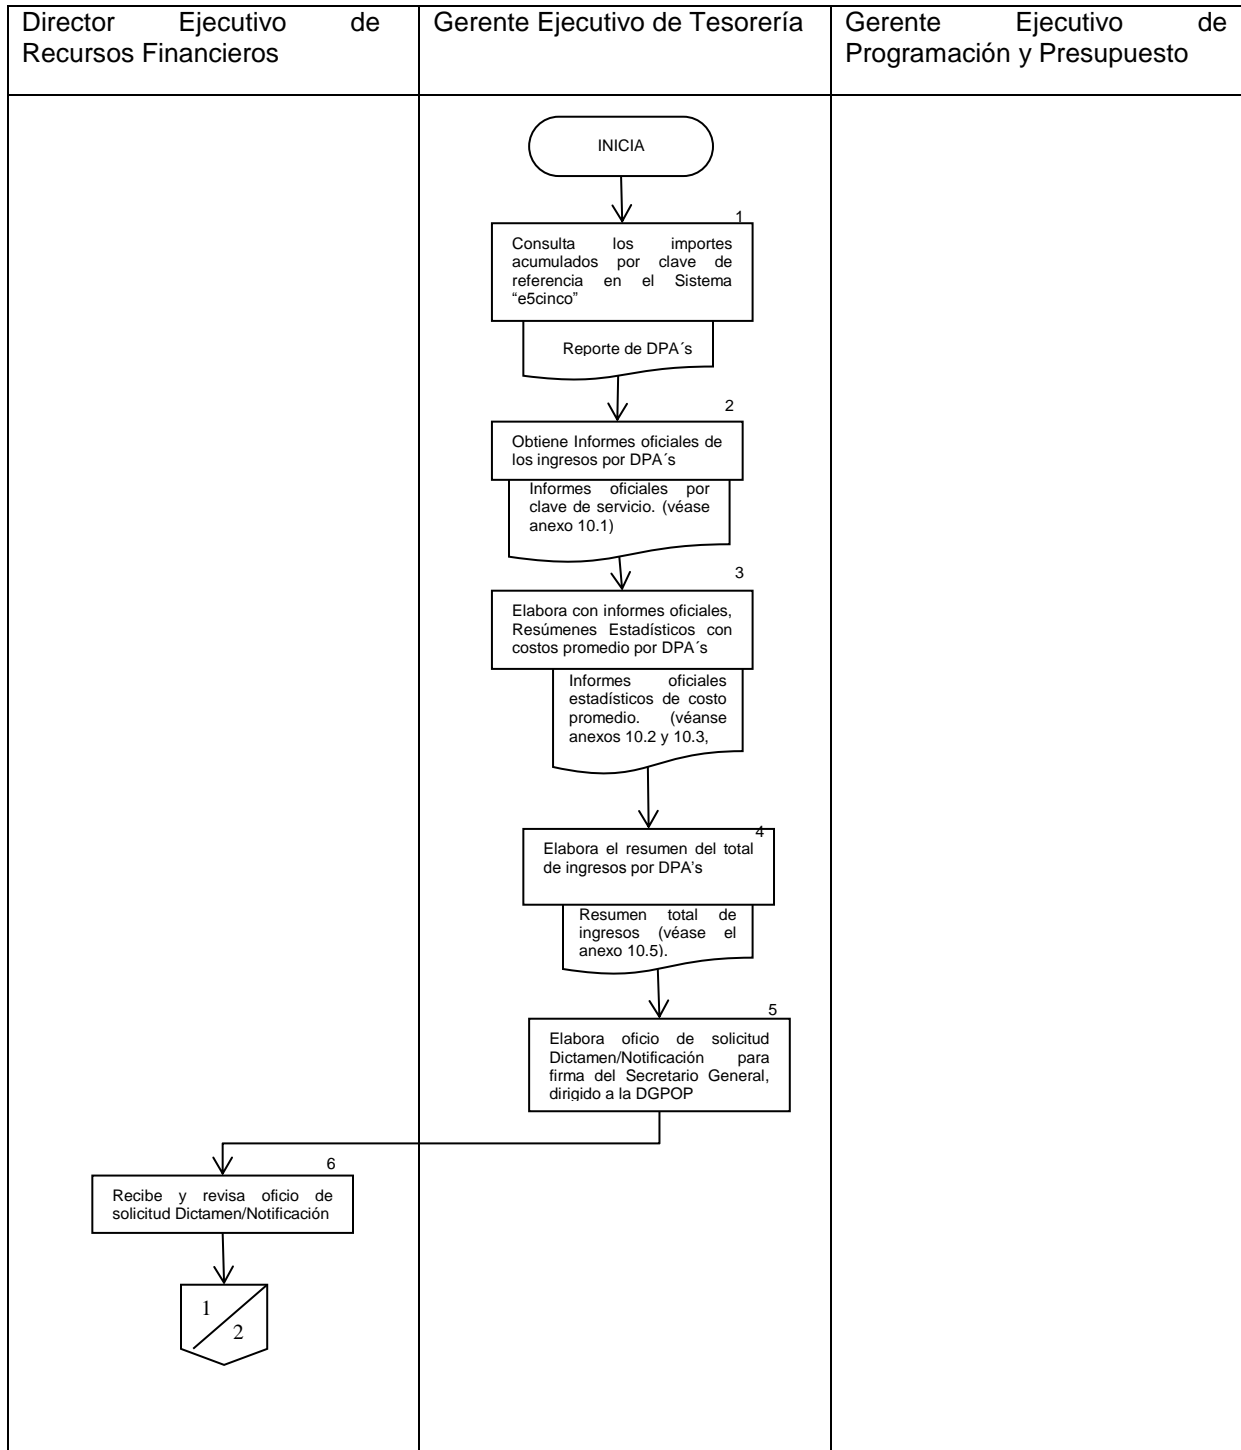 Director Ejecutivo de
Recursos Financieros
Gerente Ejecutivo de Tesorería
Gerente Ejecutivo de
Programación y Presupuesto
INICIA
1
Consulta los importes
acumulados por clave de
referencia en el Sistema
“e5cinco”
Reporte de DPA´s
2
Obtiene Informes oficiales de
los ingresos por DPA´s
Informes oficiales por
clave de servicio. (véase
anexo 10.1)
3
Elabora con informes oficiales,
Resúmenes Estadísticos con
costos promedio por DPA´s
Informes oficiales
estadísticos de costo
promedio. (véanse
anexos 10.2 y 10.3,
4
Elabora el resumen del total
de ingresos por DPA’s
Resumen total de
ingresos (véase el
anexo 10.5).
5
Elabora oficio de solicitud
Dictamen/Notificación para
firma del Secretario General,
dirigido a la DGPOP
6
Recibe y revisa oficio de
solicitud Dictamen/Notificación
1
2